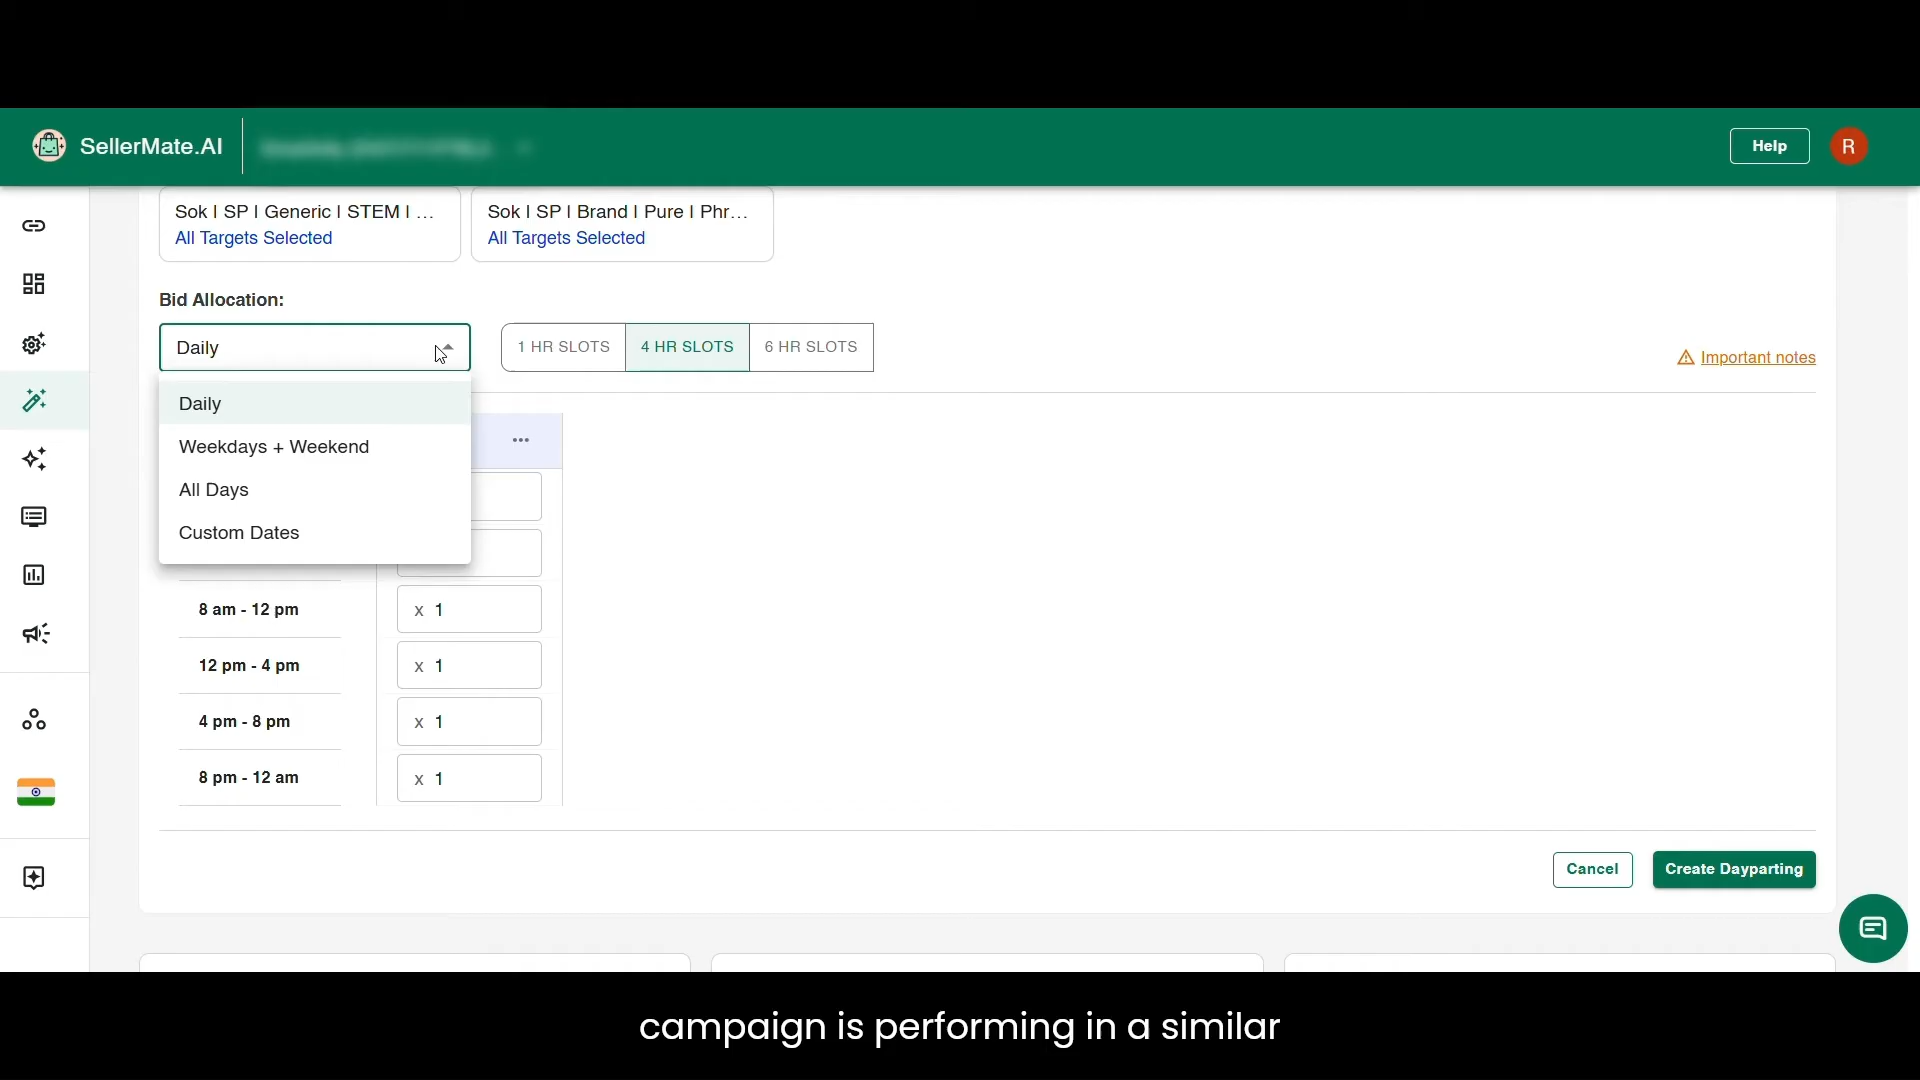 SellerMate.AI
Help
R
Sok | SP | Generic | STEM | ...
All Targets Selected
Sok | SP | Brand | Pure | Phr...
All Targets Selected
Bid Allocation:
Daily
1 HR SLOTS
4 HR SLOTS
6 HR SLOTS
Important notes
Daily
Weekdays + Weekend
All Days
Custom Dates
8 am - 12 pm
x 1
12 pm - 4 pm
x 1
4 pm - 8 pm
x 1
8 pm - 12 am
x 1
Cancel
Create Dayparting
campaign is performing in a similar